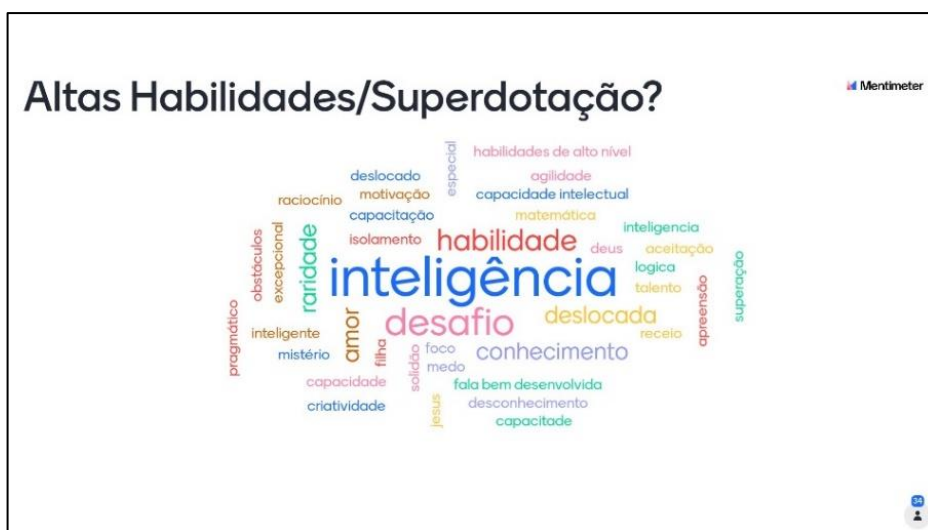 Altas Habilidades/Superdotação?
Mentimeter
especial
habilidades de alto nível
deslocado
agilidade
raciocínio
motivação
capacidade intelectual
capacitação
matemática
obstáculos
excepcional
raridade
isolamento
habilidade
deus
inteligencia
aceitação
superação
inteligência
logica
talento
apreensão
pragmático
inteligente
amor
desafio
deslocada
receio
mistério
filha
solidão
foco
conhecimento
medo
capacidade
fala bem desenvolvida
criatividade
jesus
desconhecimento
capacitade
34